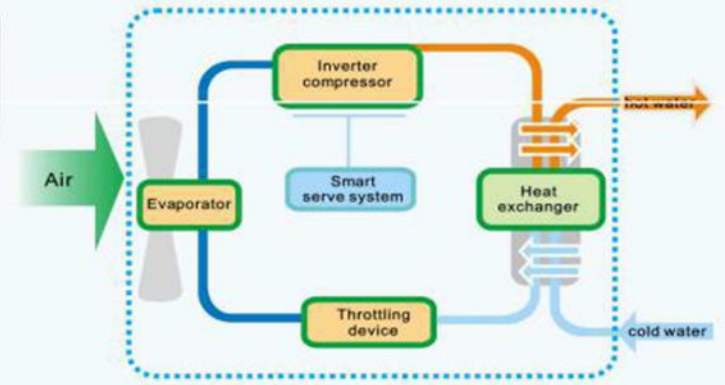 Inverter
compressor
hot water
Air
Smart
serve system
Evaporator
Heat
exchanger
Throttling
device
cold water